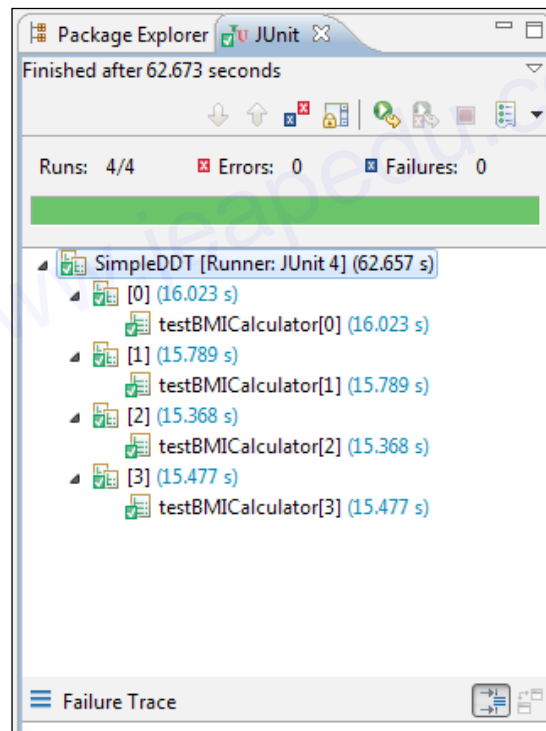 Package Explorer JUnit
Finished after 62.673 seconds
Runs: 4/4 Errors: 0 Failures: 0
SimpleDDT [Runner: JUnit 4] (62.657 s)
[0] (16.023 s)
testBMICalculator[0] (16.023 s)
[1] (15.789 s)
testBMICalculator[1] (15.789 s)
[2] (15.368 s)
testBMICalculator[2] (15.368 s)
[3] (15.477 s)
testBMICalculator[3] (15.477 s)
Failure Trace